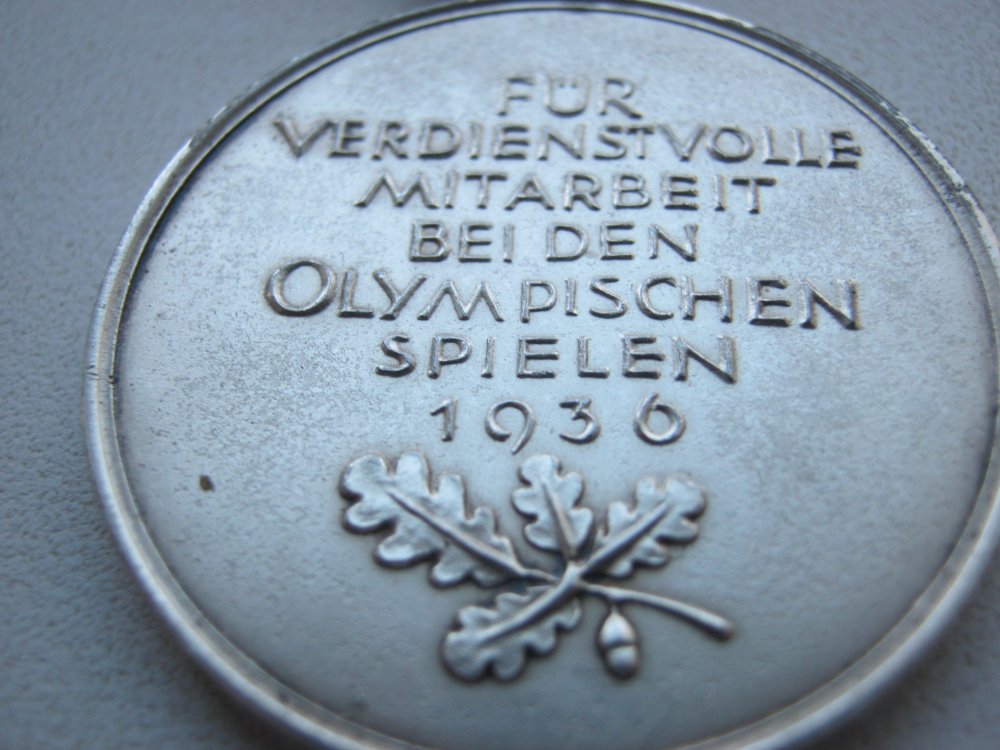 FÜR
VERDIENSTVOLLE
MITARBEIT
BEI DEN
OLYMPISCHEN
SPIELEN
1936